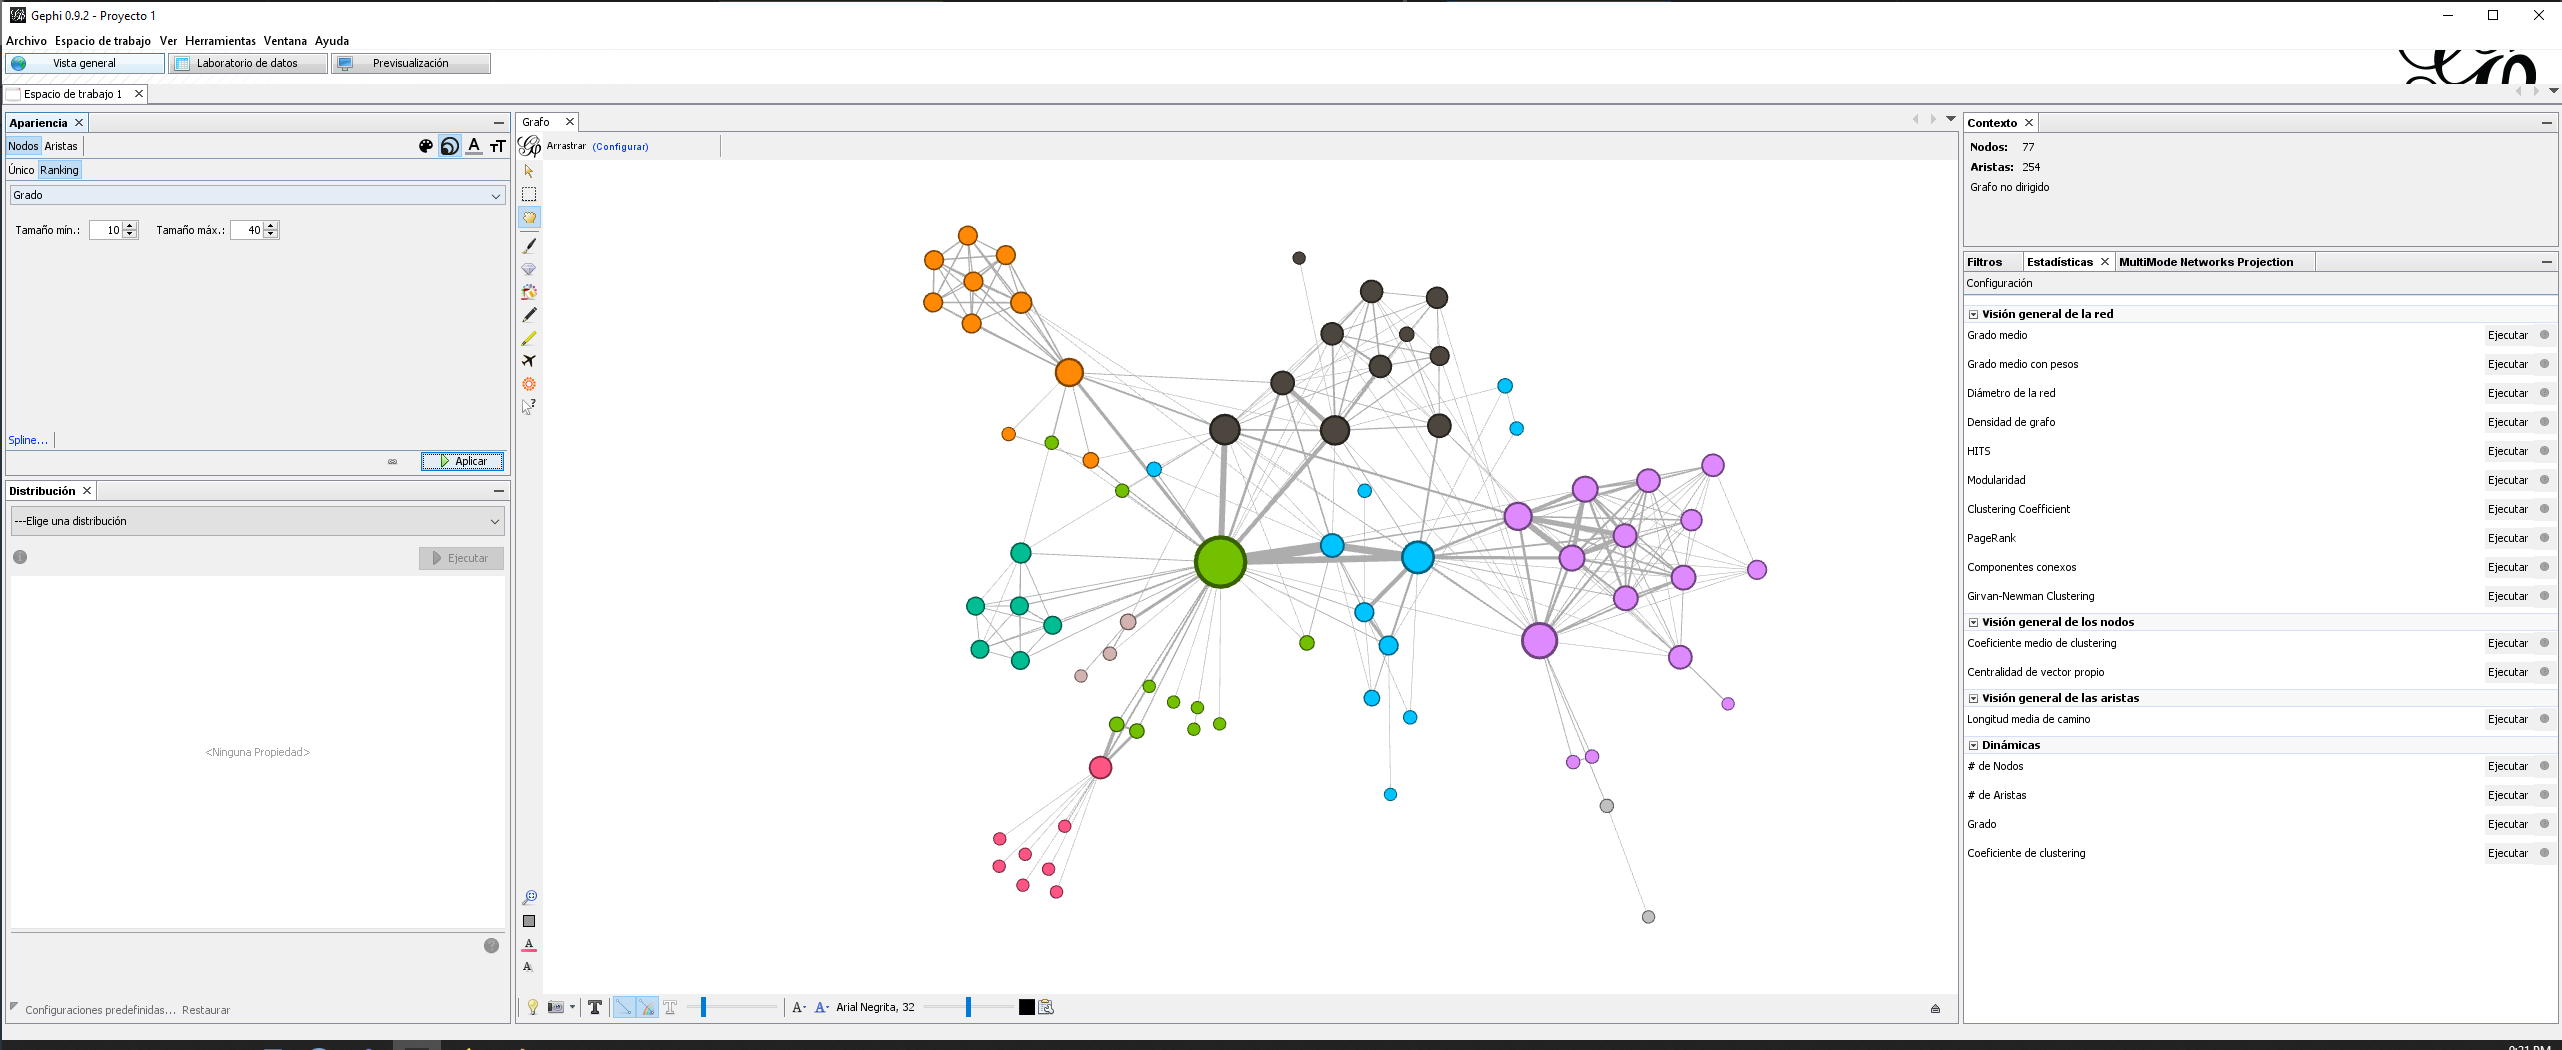 Gephi 0.9.2 - Proyecto 1
Archivo Espacio de trabajo Ver Herramientas Ventana Ayuda
Vista general Laboratorio de datos Previsualización
Espacio de trabajo 1
Apariencia
Nodos Aristas
Único Ranking
Grado
Tamaño mín.: 10 Tamaño máx.: 40
Spline...
Aplicar
Distribución
---Elige una distribución
Ejecutar
<Ninguna Propiedad>
Configuraciones predefinidas... Restaurar
Grafo
Arrastrar (Configurar)
Arial Negrita, 32
Contexto
Nodos: 77
Aristas: 254
Grafo no dirigido
Filtros Estadísticas MultiMode Networks Projection
Configuración
Visión general de la red
Grado medio Ejecutar
Grado medio con pesos Ejecutar
Diámetro de la red Ejecutar
Densidad de grafo Ejecutar
HITS Ejecutar
Modularidad Ejecutar
Clustering Coefficient Ejecutar
PageRank Ejecutar
Componentes conexos Ejecutar
Girvan-Newman Clustering Ejecutar
Visión general de los nodos
Coeficiente medio de clustering Ejecutar
Centralidad de vector propio Ejecutar
Visión general de las aristas
Longitud media de camino Ejecutar
Dinámicas
# de Nodos Ejecutar
# de Aristas Ejecutar
Grado Ejecutar
Coeficiente de clustering Ejecutar